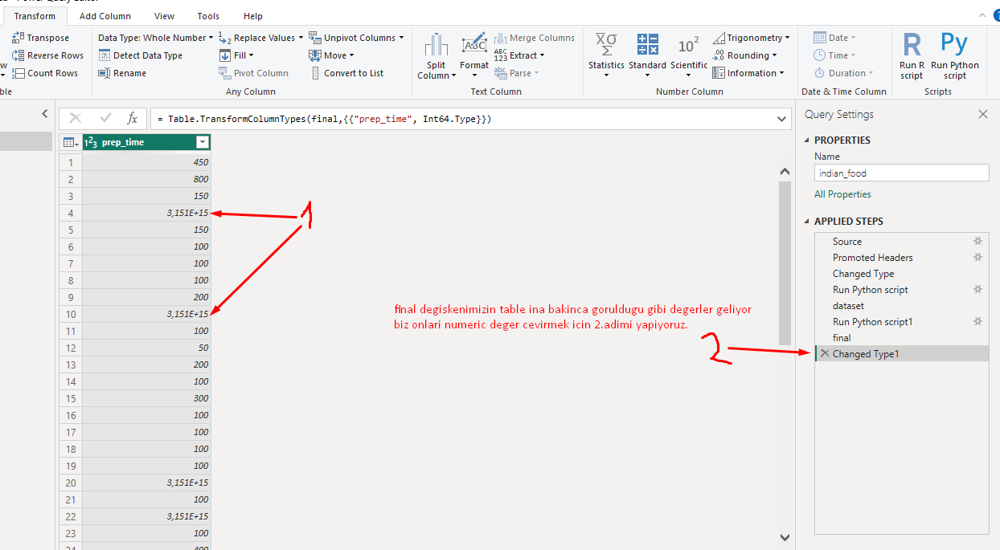 Transform Add Column View Tools Help
Transpose Data Type: Whole Number Replace Values Unpivot Columns Merge Columns Trigonometry Date
Reverse Rows Detect Data Type Fill Move Extract Rounding Time
Count Rows Rename Pivot Column Convert to List Parse Information Duration
Split Column Format Statistics Standard Scientific Run R script Run Python script
Any Column Text Column Number Column Date & Time Column Scripts
= Table.TransformColumnTypes(final,{{"prep_time", Int64.Type}})
prep_time
1 450
2 800
3 150
4 3,151E+15
5 150
6 100
7 100
8 100
9 200
10 3,151E+15
11 100
12 50
13 200
14 100
15 300
16 100
17 100
18 100
19 100
20 3,151E+15
21 100
22 3,151E+15
23 100
1
final degiskenimizin table ina bakinca goruldugu gibi degerler geliyor
biz onlari numeric deger cevirmek icin 2.adimi yapiyoruz.
2
Query Settings
PROPERTIES
Name
indian_food
All Properties
APPLIED STEPS
Source
Promoted Headers
Changed Type
Run Python script
dataset
Run Python script1
final
Changed Type1